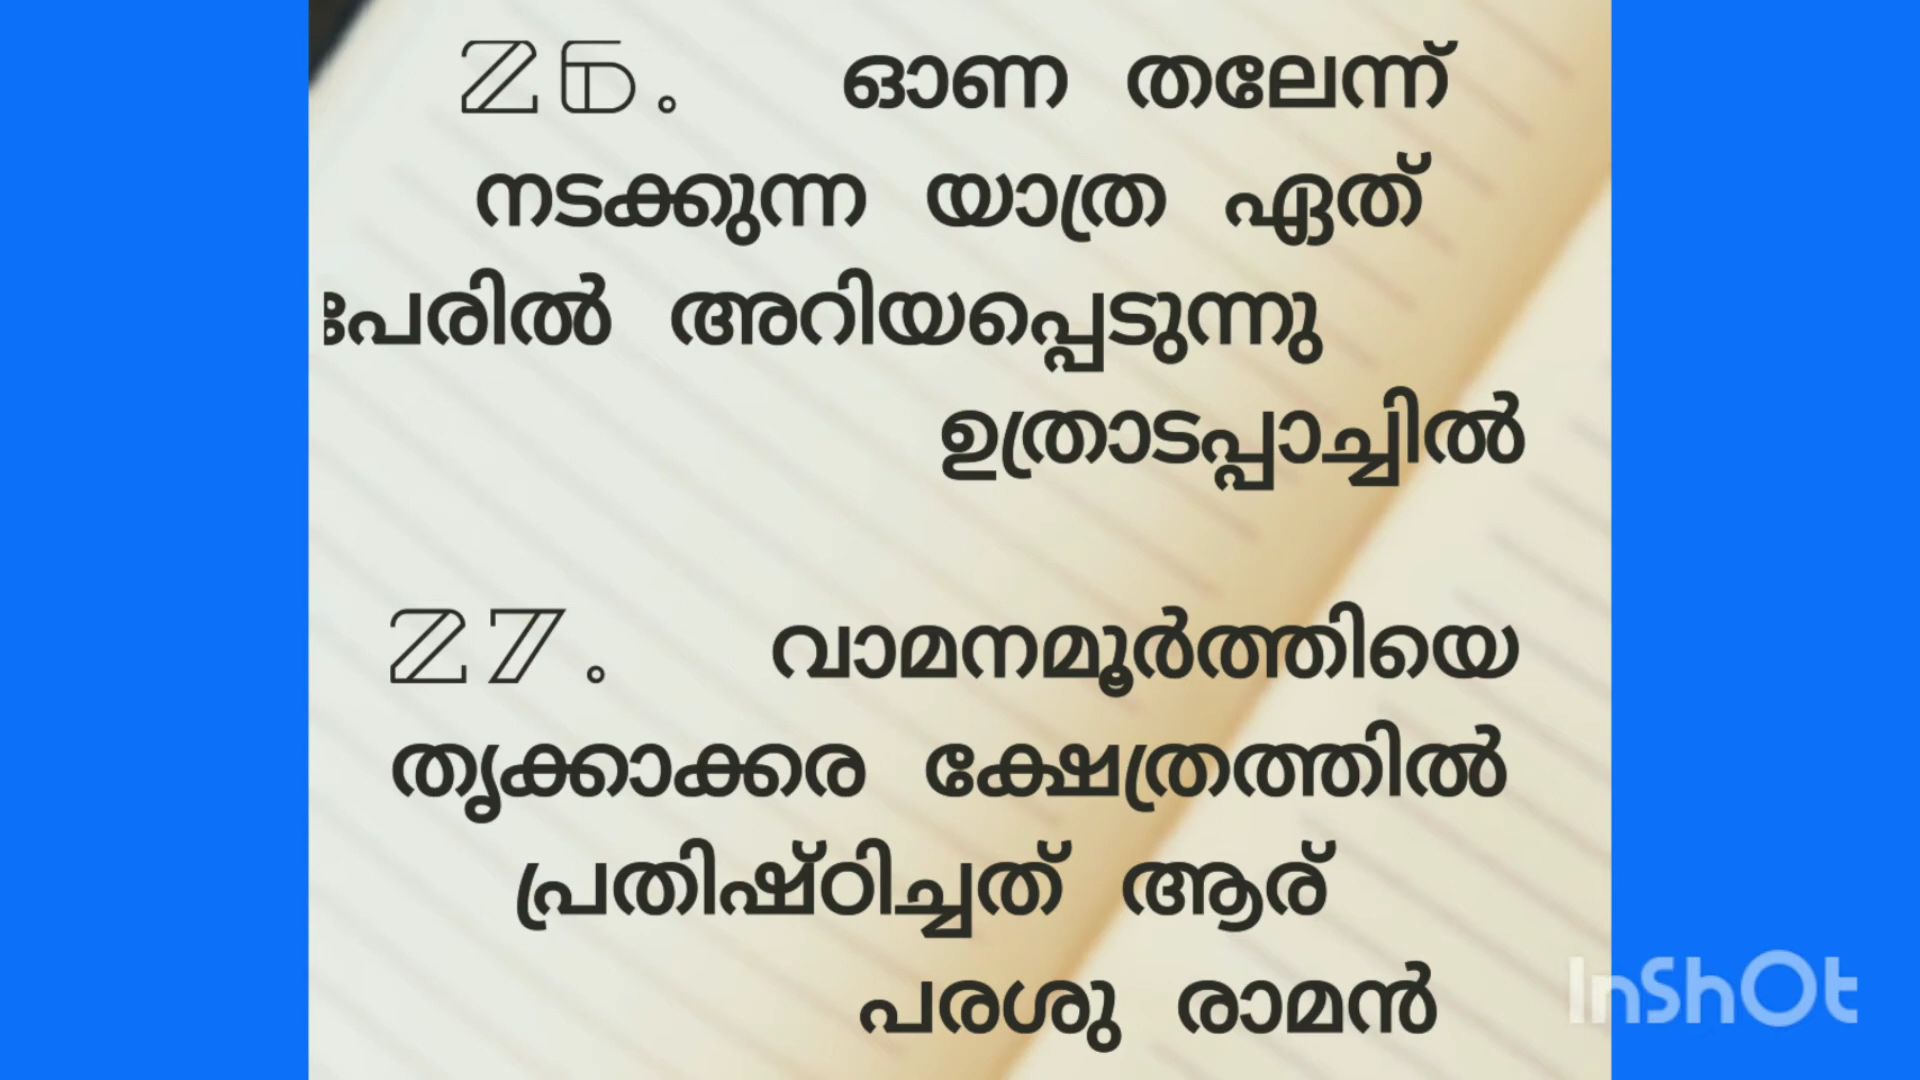 26. ഓണ തലേന്ന്
നടക്കുന്ന യാത്ര ഏത്
പേരിൽ അറിയപ്പെടുന്നു
ഉത്രാടപ്പാച്ചിൽ
27. വാമനമൂർത്തിയെ
തൃക്കാക്കര ക്ഷേത്രത്തിൽ
പ്രതിഷ്ഠിച്ചത് ആര്
പരശു രാമൻ
InShOt